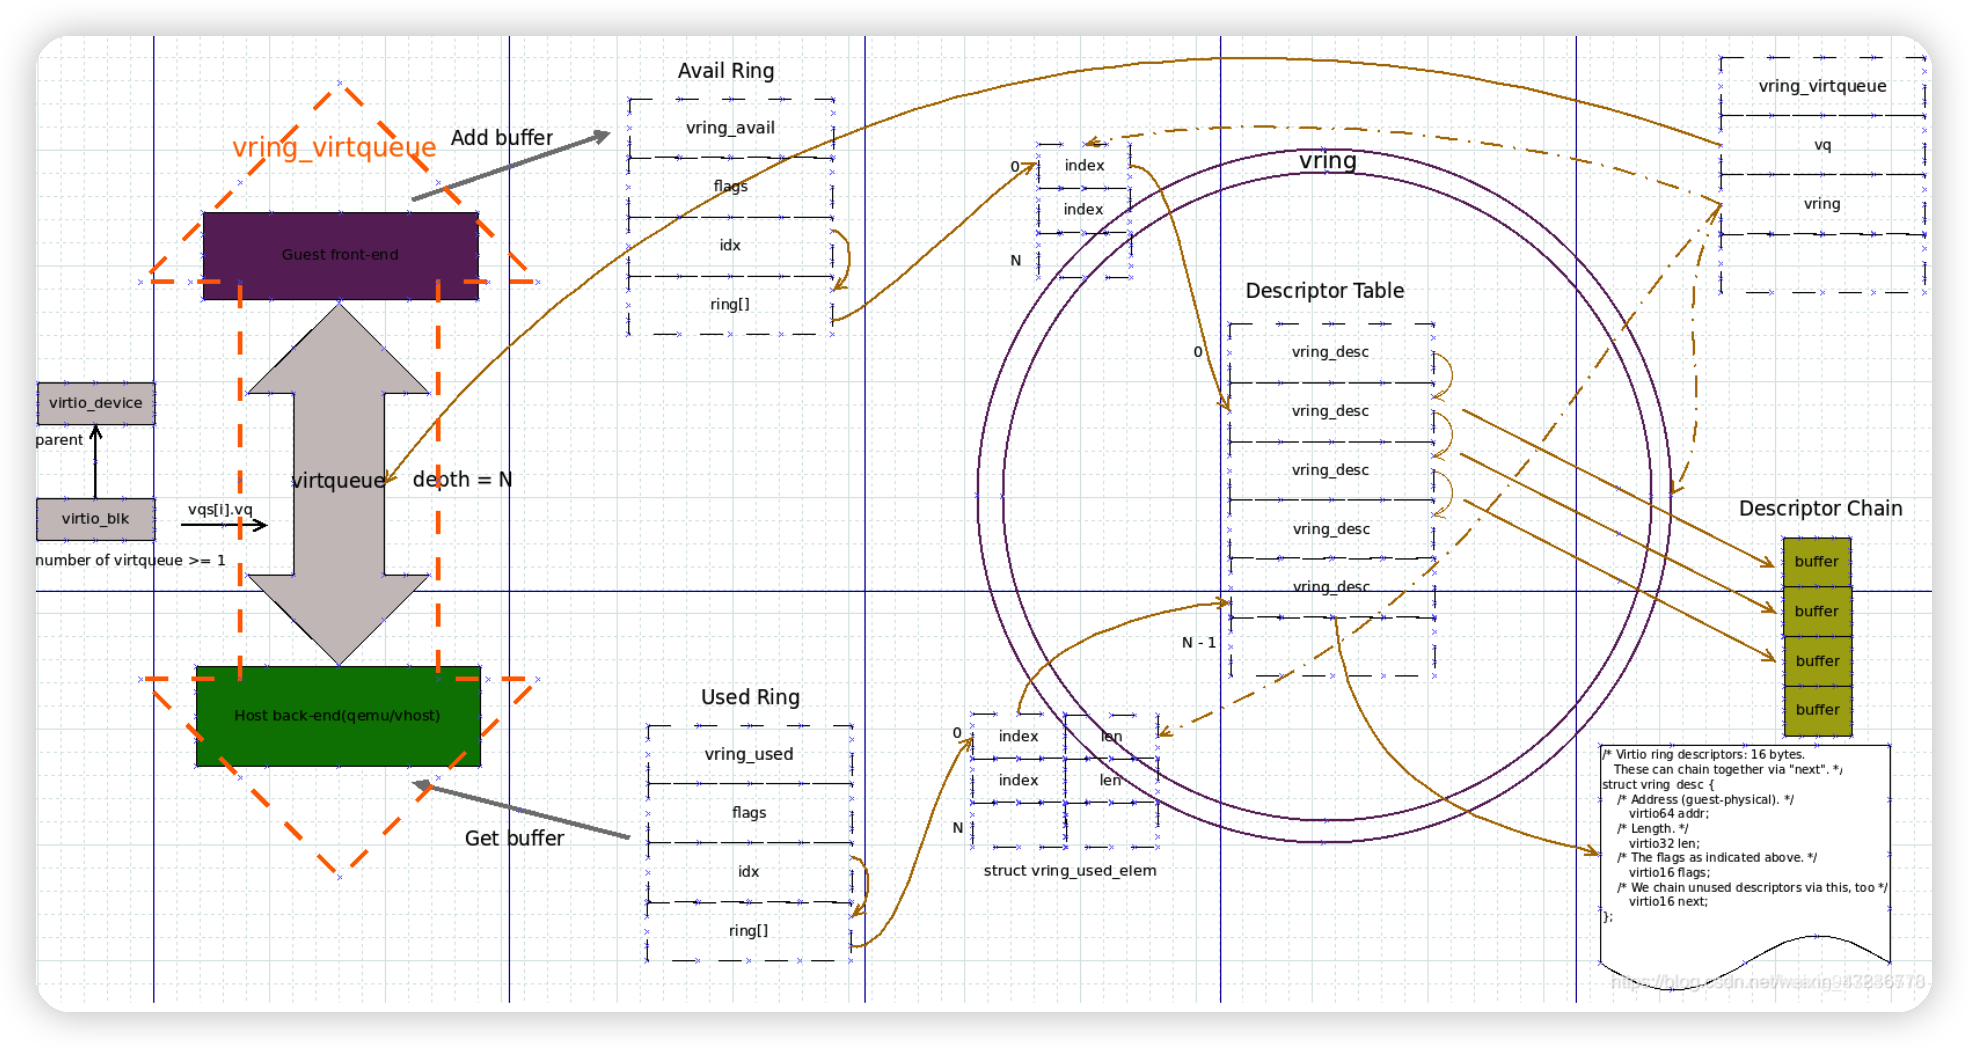 Avail Ring
vring_avail
flags
idx
ring[]
vring_virtqueue
Add buffer
Guest front-end
virtio_device
parent
virtio_blk
vqs[i].vq
number of virtqueue >= 1
virtqueue
depth = N
Host back-end(qemu/vhost)
Get buffer
Used Ring
vring_used
flags
idx
ring[]
0
index
index
N
vring
Descriptor Table
0
vring_desc
vring_desc
vring_desc
vring_desc
vring_desc
N - 1
0
index
len
index
len
N
struct vring_used_elem
vring_virtqueue
vq
vring
Descriptor Chain
buffer
buffer
buffer
buffer
/* Virtio ring descriptors: 16 bytes.
These can chain together via "next". */
struct vring_desc {
/* Address (guest-physical). */
virtio64 addr;
/* Length. */
virtio32 len;
/* The flags as indicated above. */
virtio16 flags;
/* We chain unused descriptors via this, too */
virtio16 next;
};